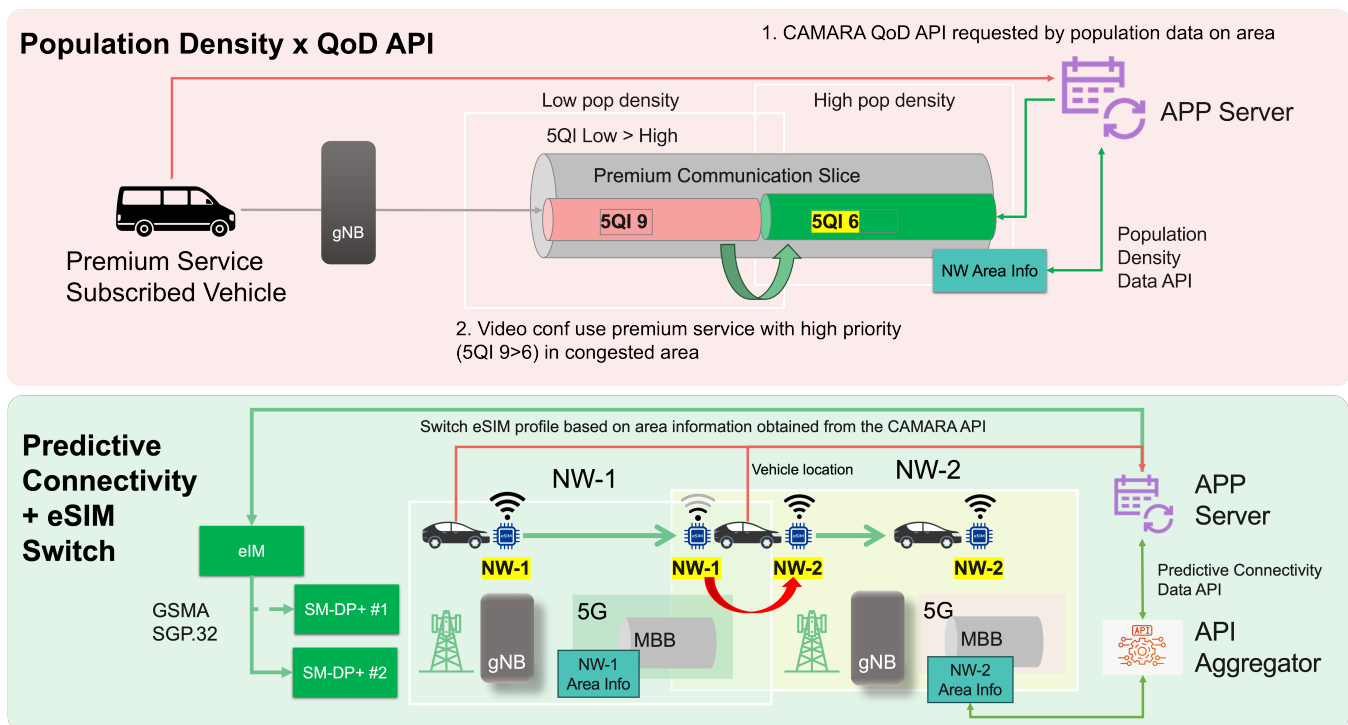 Population Density x QoD API
1. CAMARA QoD API requested by population data on area
Low pop density
High pop density
5QI Low > High
APP Server
Premium Communication Slice
5QI 9
5QI 6
gNB
Premium Service
Subscribed Vehicle
NW Area Info
Population
Density
Data API
2. Video conf use premium service with high priority
(5QI 9>6) in congested area
Predictive
Connectivity
+ eSIM
Switch
Switch eSIM profile based on area information obtained from the CAMARA API
Vehicle location
NW-1
NW-2
APP
Server
eSIM
eSIM
eSIM
eSIM
NW-1
NW-1
NW-2
NW-2
eIM
GSMA
SGP.32
SM-DP+ #1
SM-DP+ #2
gNB
5G
MBB
NW-1
Area Info
gNB
5G
MBB
NW-2
Area Info
Predictive Connectivity
Data API
API
API
Aggregator